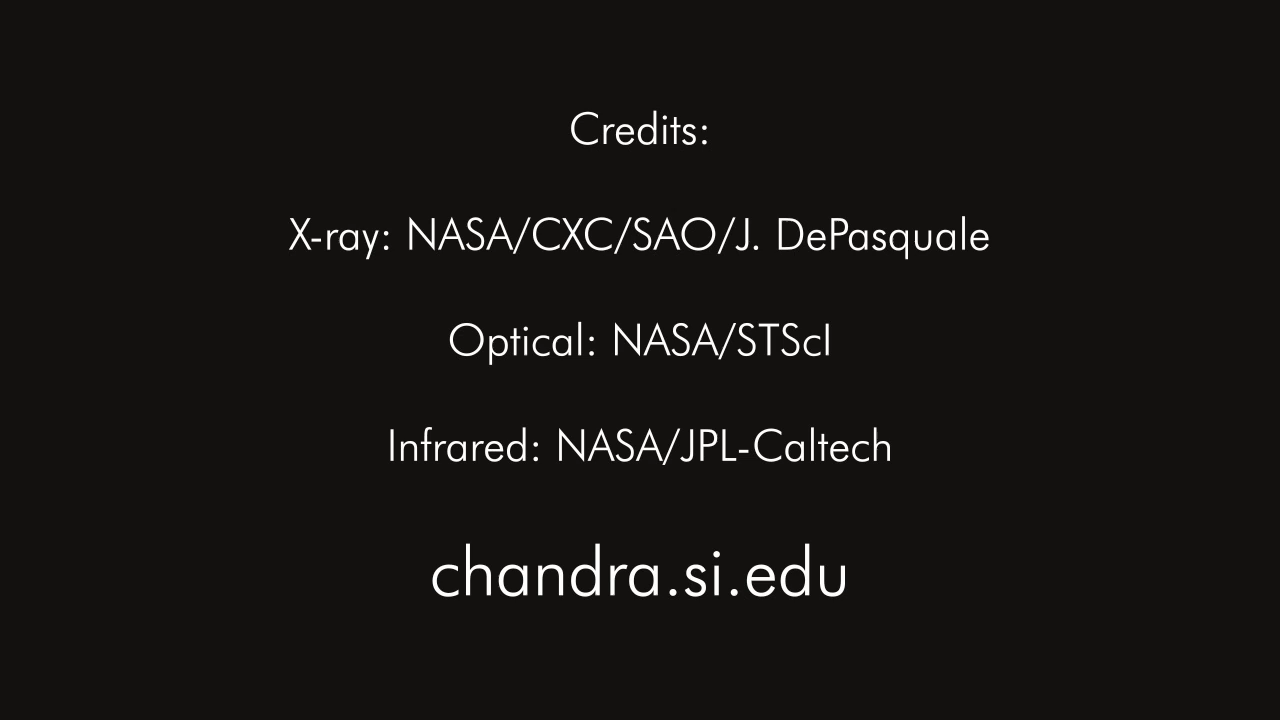 Credits:
X-ray: NASA/CXC/SAO/J. DePasquale
Optical: NASA/STScI
Infrared: NASA/JPL-Caltech
chandra.si.edu